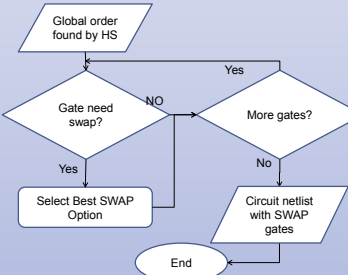 Global order
found by HS
Yes
Gate need
swap?
NO
More gates?
Yes
No
Select Best SWAP
Option
Circuit netlist
with SWAP
gates
End